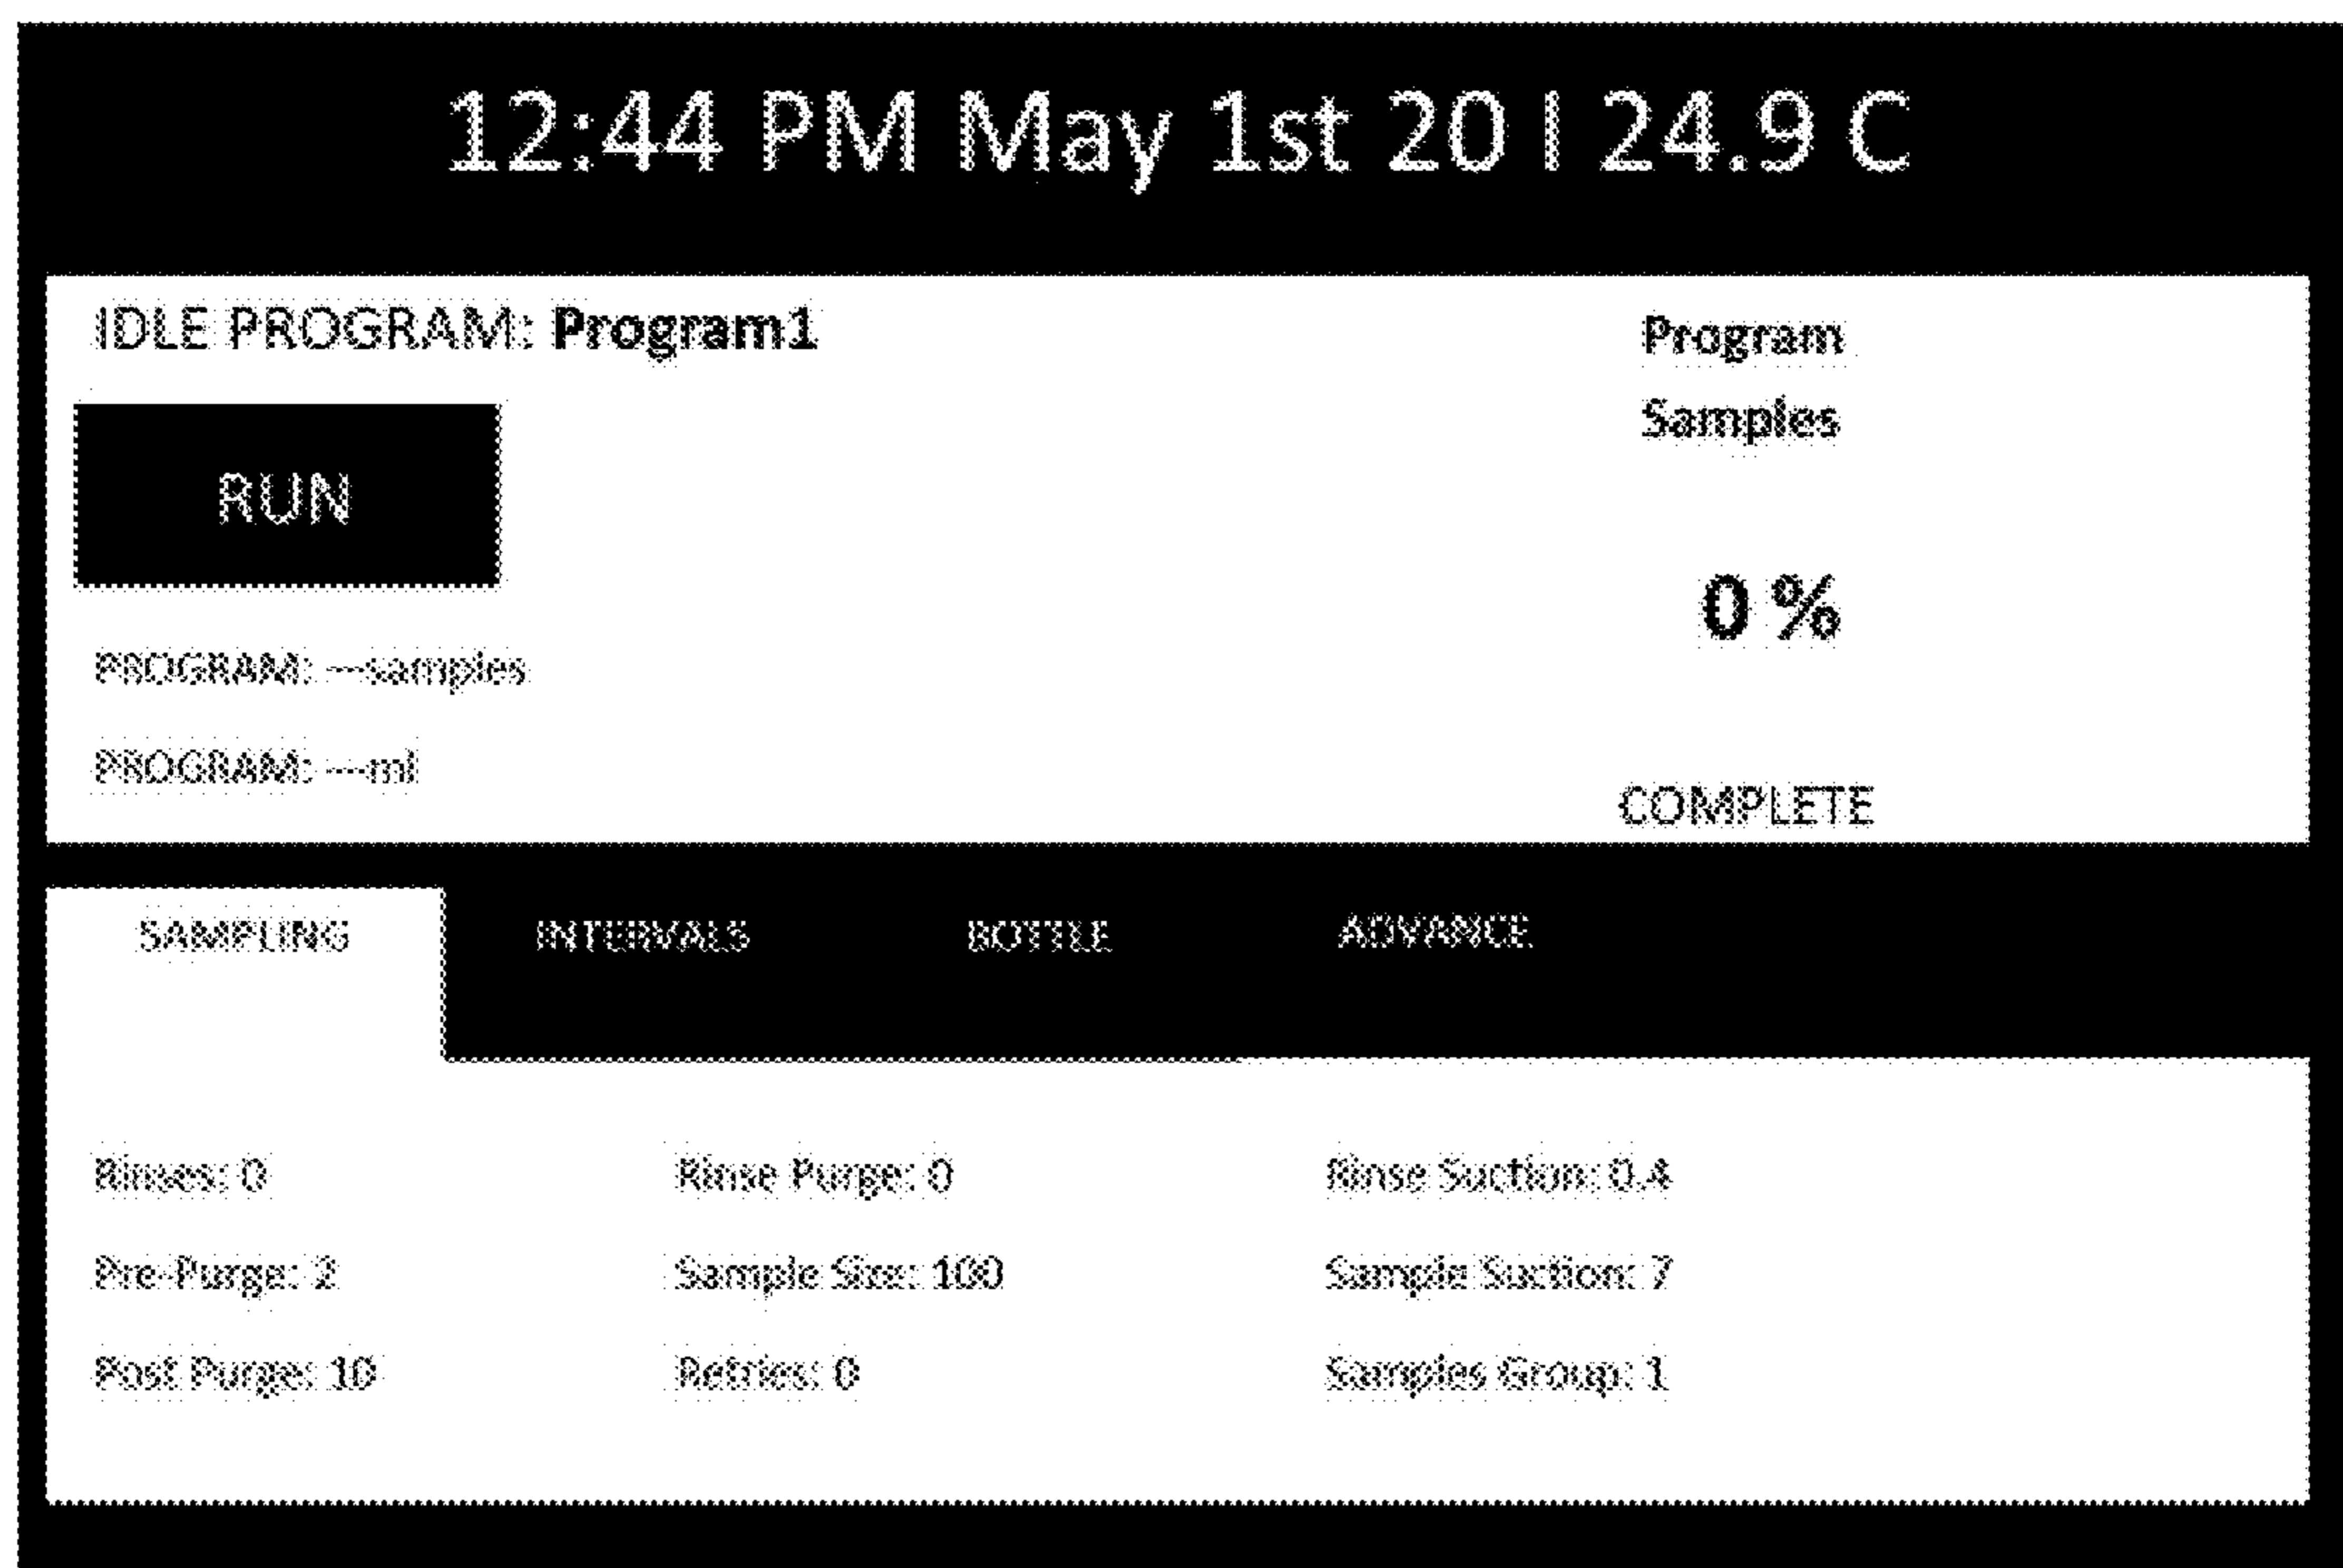 12:44 PM May 1st 20 I 24.9 C
IDLE PROGRAM: Program1
Program
Samples
RUN
0 %
PROGRAM: ---samples
PROGRAM: ---ml
COMPLETE
SAMPLING INTERVALS BOTTLE ADVANCE
Rinses: 0 Rinse Purge: 0 Rinse Suction: 0.4
Pre-Purge: 2 Sample Size: 100 Sample Suction: 7
Post Purge: 10 Retries: 0 Samples Group: 1